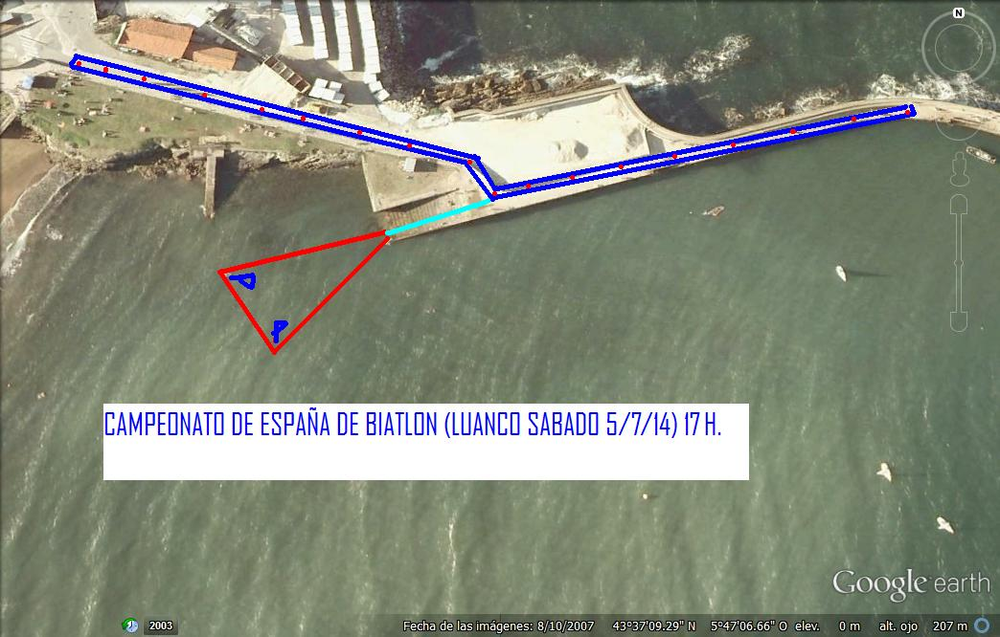 N
CAMPEONATO DE ESPAÑA DE BIATLON (LUANCO SABADO 5/7/14) 17 H.
Google earth
2003
Fecha de las imágenes: 8/10/2007 43°37'09.29" N 5°47'06.66" O elev. 0 m alt. ojo 207 m